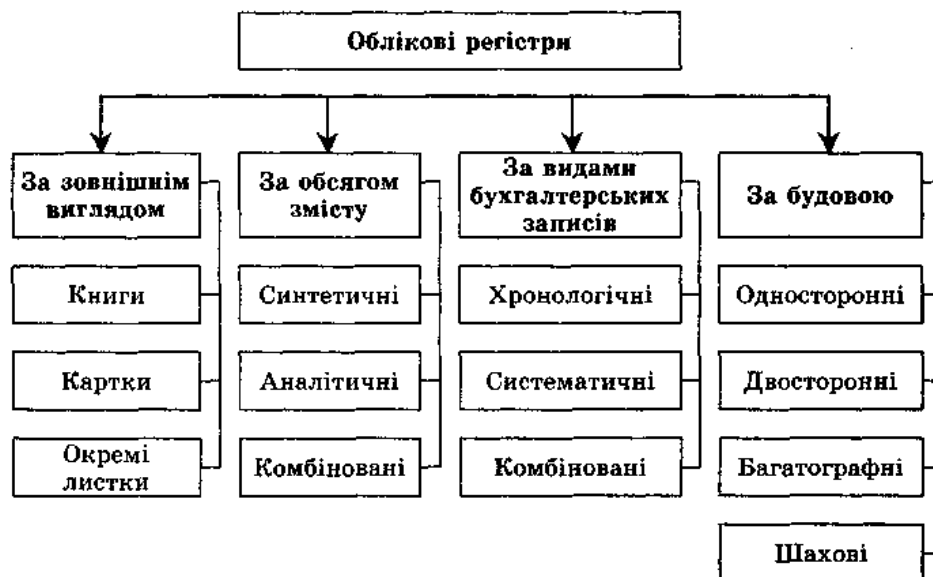 Облікові регістри
За зовнішнім
виглядом
Книги
Картки
Окремі
листки
За обсягом
змісту
Синтетичні
Аналітичні
Комбіновані
За видами
бухгалтерських
записів
Хронологічні
Систематичні
Комбіновані
За будовою
Односторонні
Двосторонні
Багатографні
Шахові